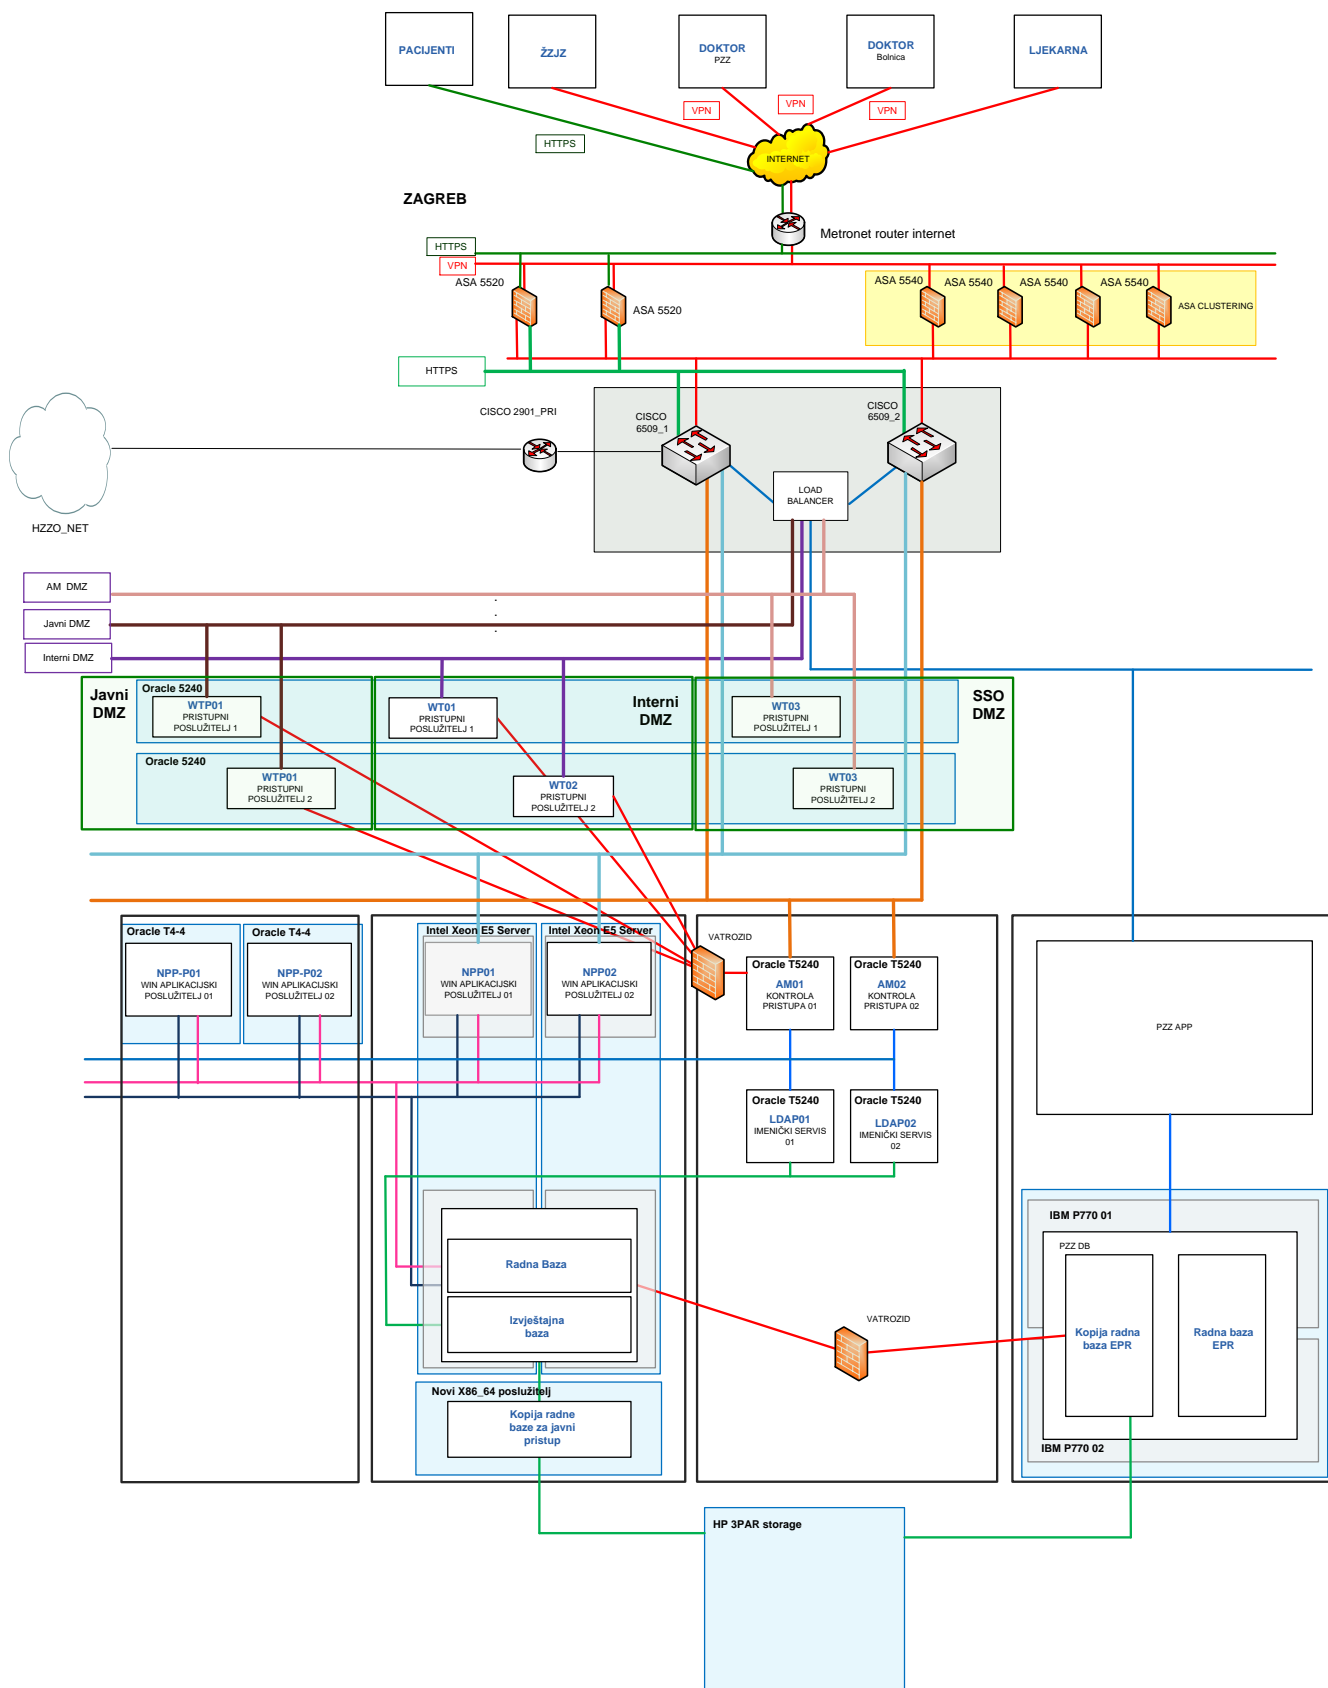 PACIJENTI
ŽZJZ
DOKTOR
PZZ
DOKTOR
Bolnica
LJEKARNA
VPN
VPN
VPN
HTTPS
INTERNET
ZAGREB
Metronet router internet
HTTPS
VPN
ASA 5520
ASA 5520
ASA 5540
ASA 5540
ASA 5540
ASA 5540
ASA CLUSTERING
HTTPS
CISCO 2901_PRI
CISCO
6509_1
CISCO
6509_2
LOAD
BALANCER
HZZO_NET
AM DMZ
Javni DMZ
Interni DMZ
.
.
.
Javni
DMZ
Oracle 5240
WTP01
PRISTUPNI
POSLUŽITELJ 1
WT01
PRISTUPNI
POSLUŽITELJ 1
Interni
DMZ
WT03
PRISTUPNI
POSLUŽITELJ 1
SSO
DMZ
Oracle 5240
WTP01
PRISTUPNI
POSLUŽITELJ 2
WT02
PRISTUPNI
POSLUŽITELJ 2
WT03
PRISTUPNI
POSLUŽITELJ 2
Oracle T4-4
NPP-P01
WIN APLIKACIJSKI
POSLUŽITELJ 01
Oracle T4-4
NPP-P02
WIN APLIKACIJSKI
POSLUŽITELJ 02
Intel Xeon E5 Server
NPP01
WIN APLIKACIJSKI
POSLUŽITELJ 01
Intel Xeon E5 Server
NPP02
WIN APLIKACIJSKI
POSLUŽITELJ 02
VATROZID
Oracle T5240
AM01
KONTROLA
PRISTUPA 01
Oracle T5240
AM02
KONTROLA
PRISTUPA 02
PZZ APP
Oracle T5240
LDAP01
IMENIČKI SERVIS
01
Oracle T5240
LDAP02
IMENIČKI SERVIS
02
Radna Baza
Izvještajna
baza
Novi X86_64 poslužitelj
Kopija radne
baze za javni
pristup
VATROZID
IBM P770 01
PZZ DB
Kopija radna
baza EPR
Radna baza
EPR
IBM P770 02
HP 3PAR storage